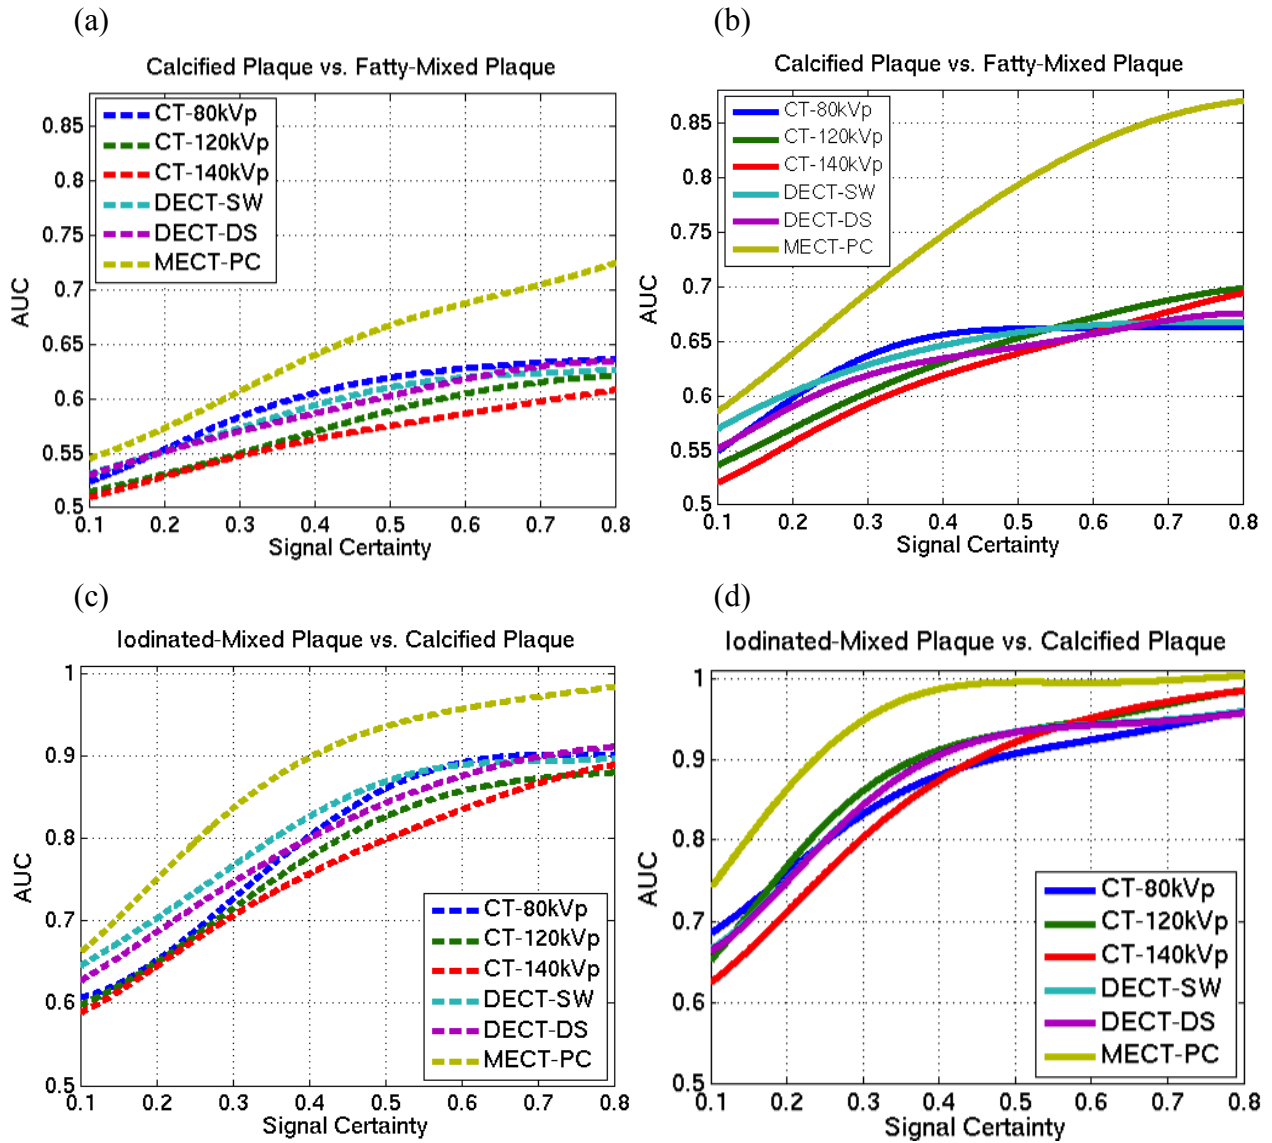 (a)
Calcified Plaque vs. Fatty-Mixed Plaque
CT-80kVp
CT-120kVp
CT-140kVp
DECT-SW
DECT-DS
MECT-PC
AUC
0.85
0.8
0.75
0.7
0.65
0.6
0.55
0.5
0.1 0.2 0.3 0.4 0.5 0.6 0.7 0.8
Signal Certainty
(b)
Calcified Plaque vs. Fatty-Mixed Plaque
CT-80kVp
CT-120kVp
CT-140kVp
DECT-SW
DECT-DS
MECT-PC
AUC
0.85
0.8
0.75
0.7
0.65
0.6
0.55
0.5
0.1 0.2 0.3 0.4 0.5 0.6 0.7 0.8
Signal Certainty
(c)
Iodinated-Mixed Plaque vs. Calcified Plaque
AUC
1
0.9
0.8
0.7
0.6
0.5
CT-80kVp
CT-120kVp
CT-140kVp
DECT-SW
DECT-DS
MECT-PC
0.1 0.2 0.3 0.4 0.5 0.6 0.7 0.8
Signal Certainty
(d)
Iodinated-Mixed Plaque vs. Calcified Plaque
AUC
1
0.9
0.8
0.7
0.6
0.5
CT-80kVp
CT-120kVp
CT-140kVp
DECT-SW
DECT-DS
MECT-PC
0.1 0.2 0.3 0.4 0.5 0.6 0.7 0.8
Signal Certainty